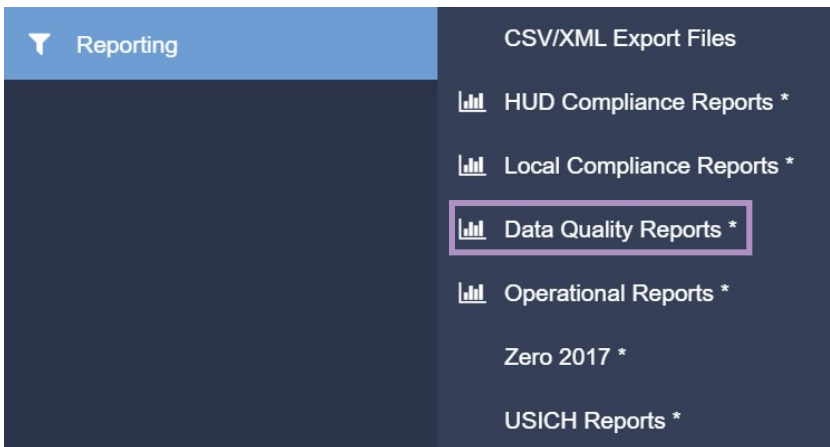 Reporting
CSV/XML Export Files
HUD Compliance Reports *
Local Compliance Reports *
Data Quality Reports *
Operational Reports *
Zero 2017 *
USICH Reports *